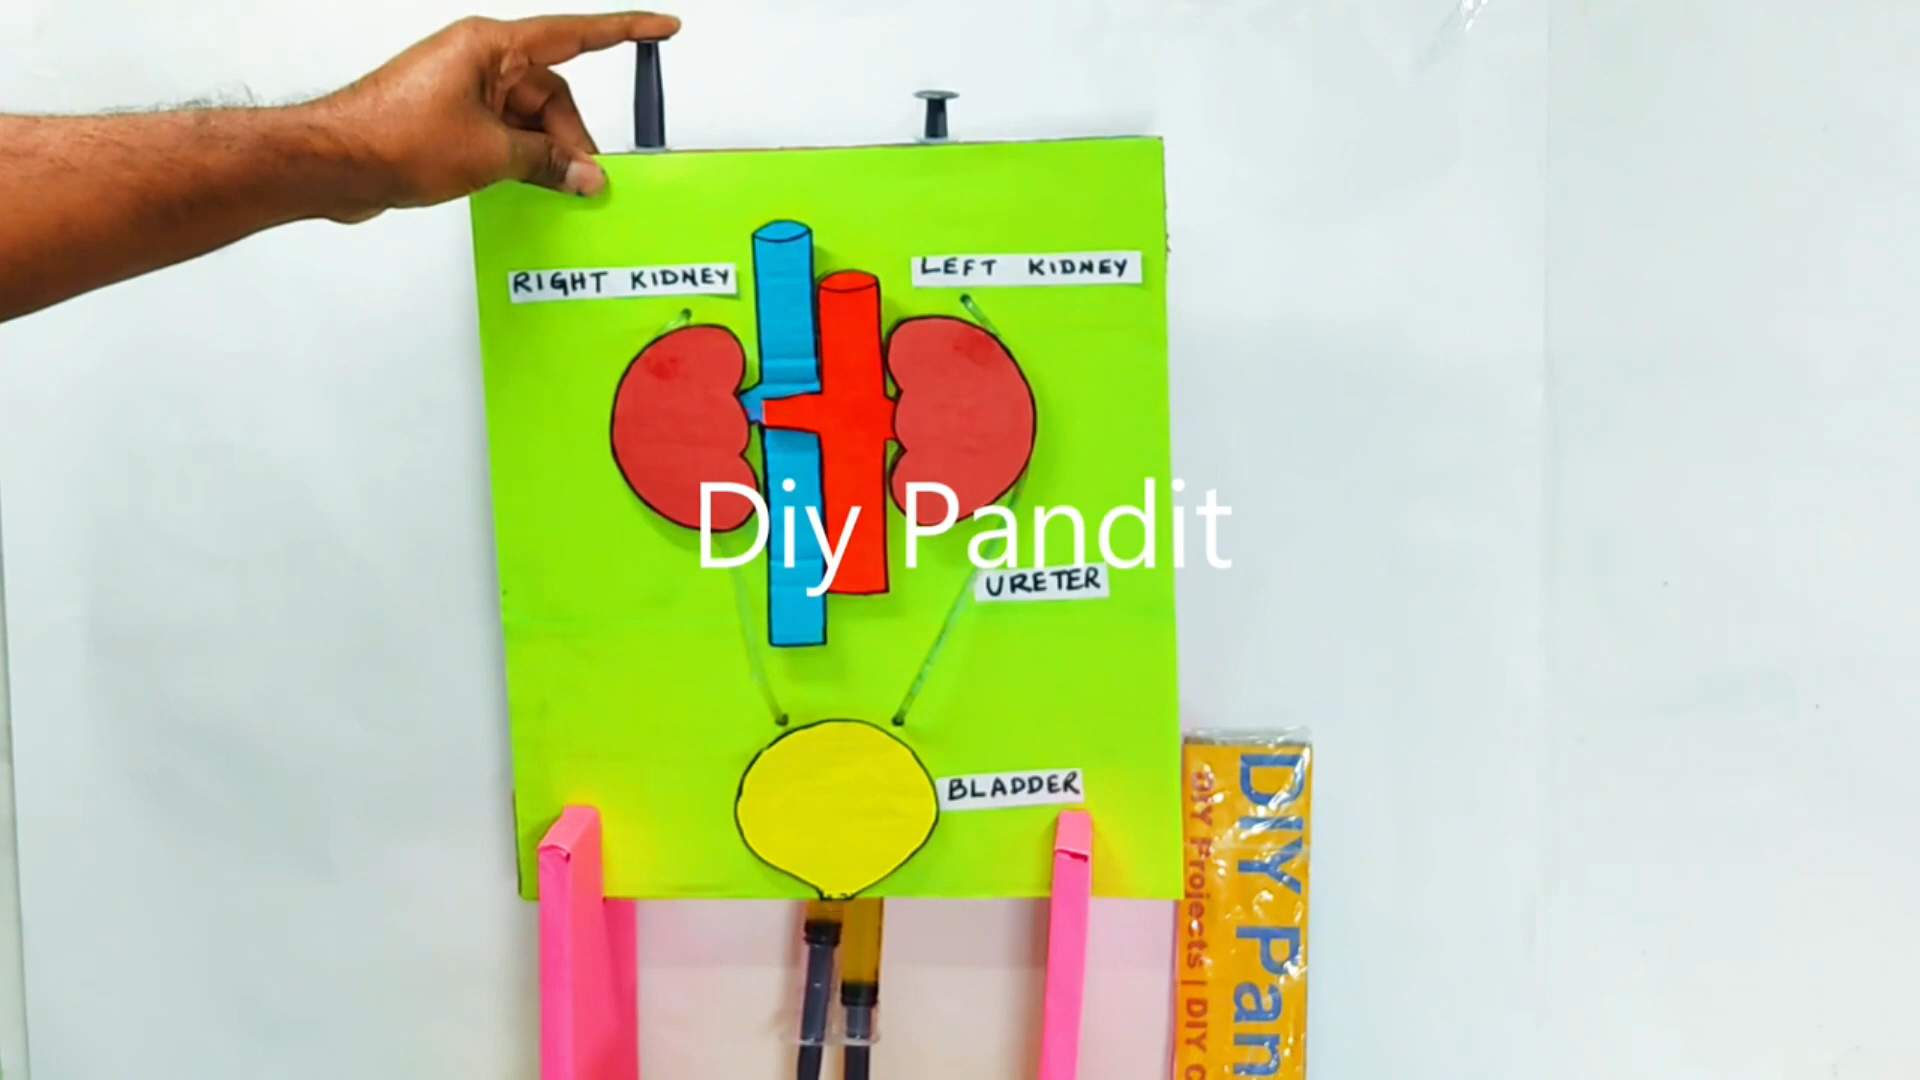 RIGHT KIDNEY
LEFT KIDNEY
Diy Pandit
URETER
BLADDER
DIY Pan
DIY Projects | DIY